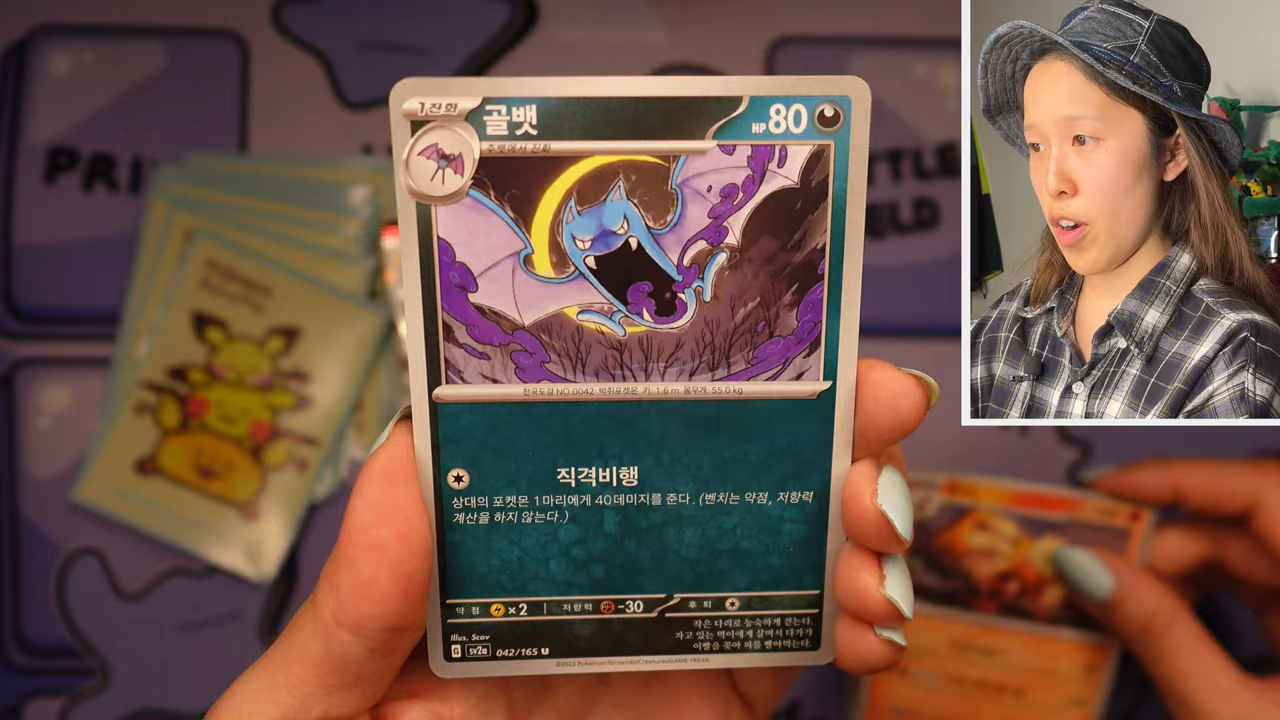 PRI
TTLE
ELD
1진화
골뱃
HP 80
주뱃에서 진화
전국도감 NO.0042 박쥐포켓몬 키: 1.6 m 몸무게: 55.0 kg
직격비행
상대의 포켓몬 1마리에게 40데미지를 준다. (벤치는 약점, 저항력
계산을 하지 않는다.)
약점 ×2 저항력 -30 후퇴
작은 다리로 능숙하게 걷는다.
자고 있는 먹이에게 살며시 다가가
이빨을 꽂아 피를 빨아먹는다.
Illus. Scav
G sv2a 042/165 U
©2023 Pokémon/Nintendo/Creatures/GAME FREAK.